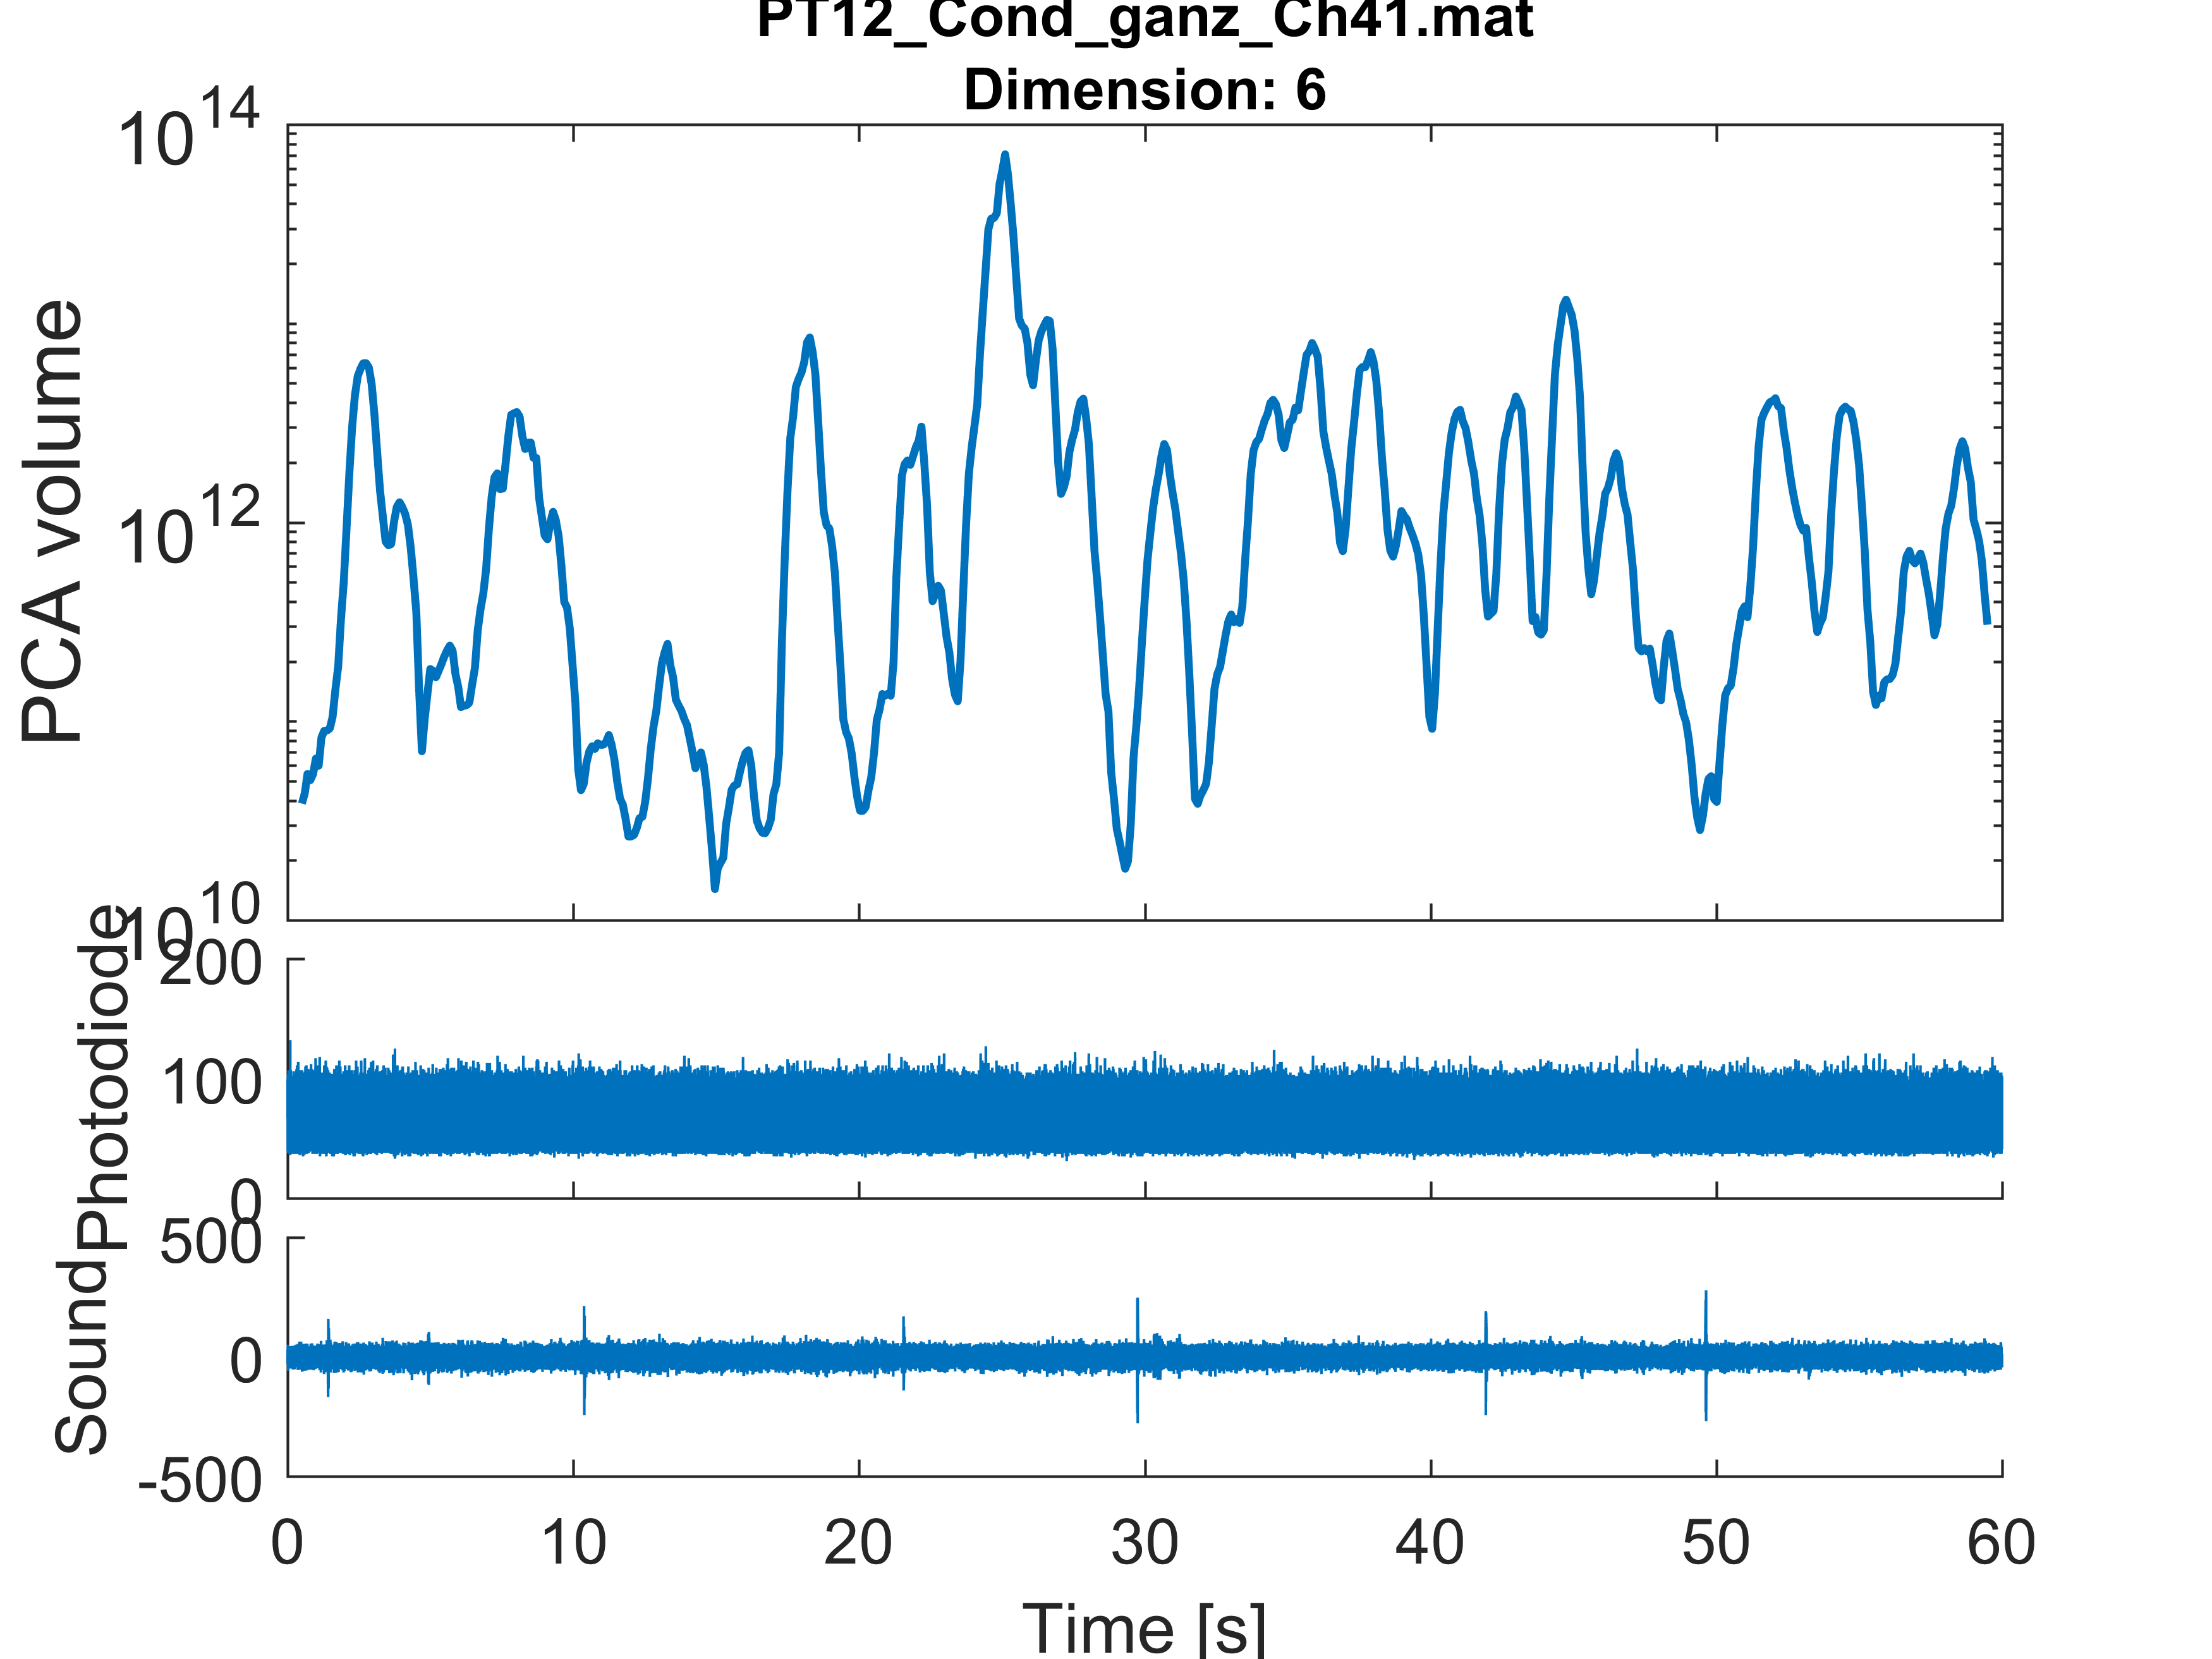 PT12_Cond_ganz_Ch41.mat
Dimension: 6
PCA volume
10^14
10^12
10^10
Photodiode
200
100
0
Sound
500
0
-500
0 10 20 30 40 50 60
Time [s]